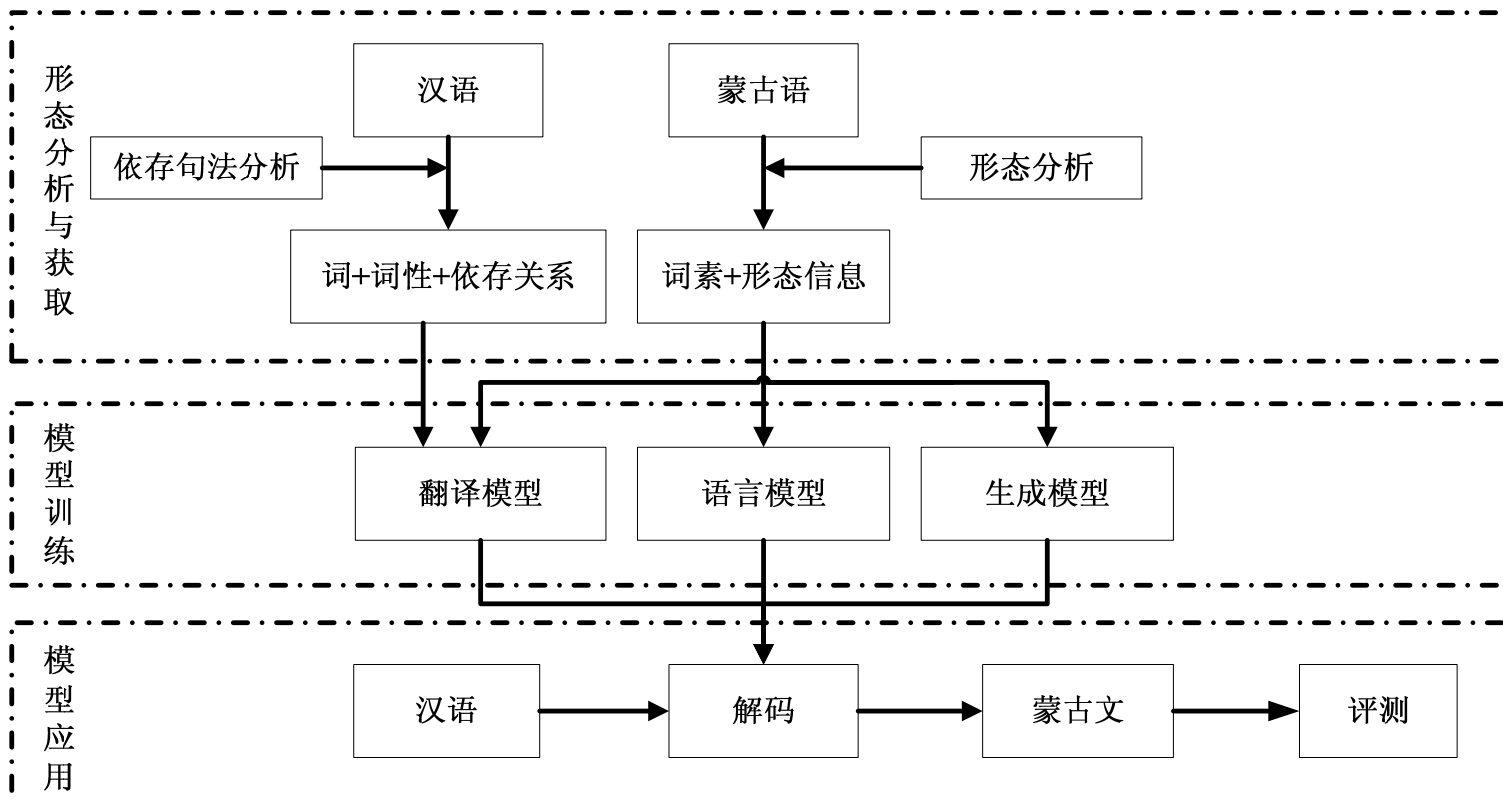 形态分析与获取
汉语
蒙古语
依存句法分析
形态分析
词+词性+依存关系
词素+形态信息
模型训练
翻译模型
语言模型
生成模型
模型应用
汉语
解码
蒙古文
评测